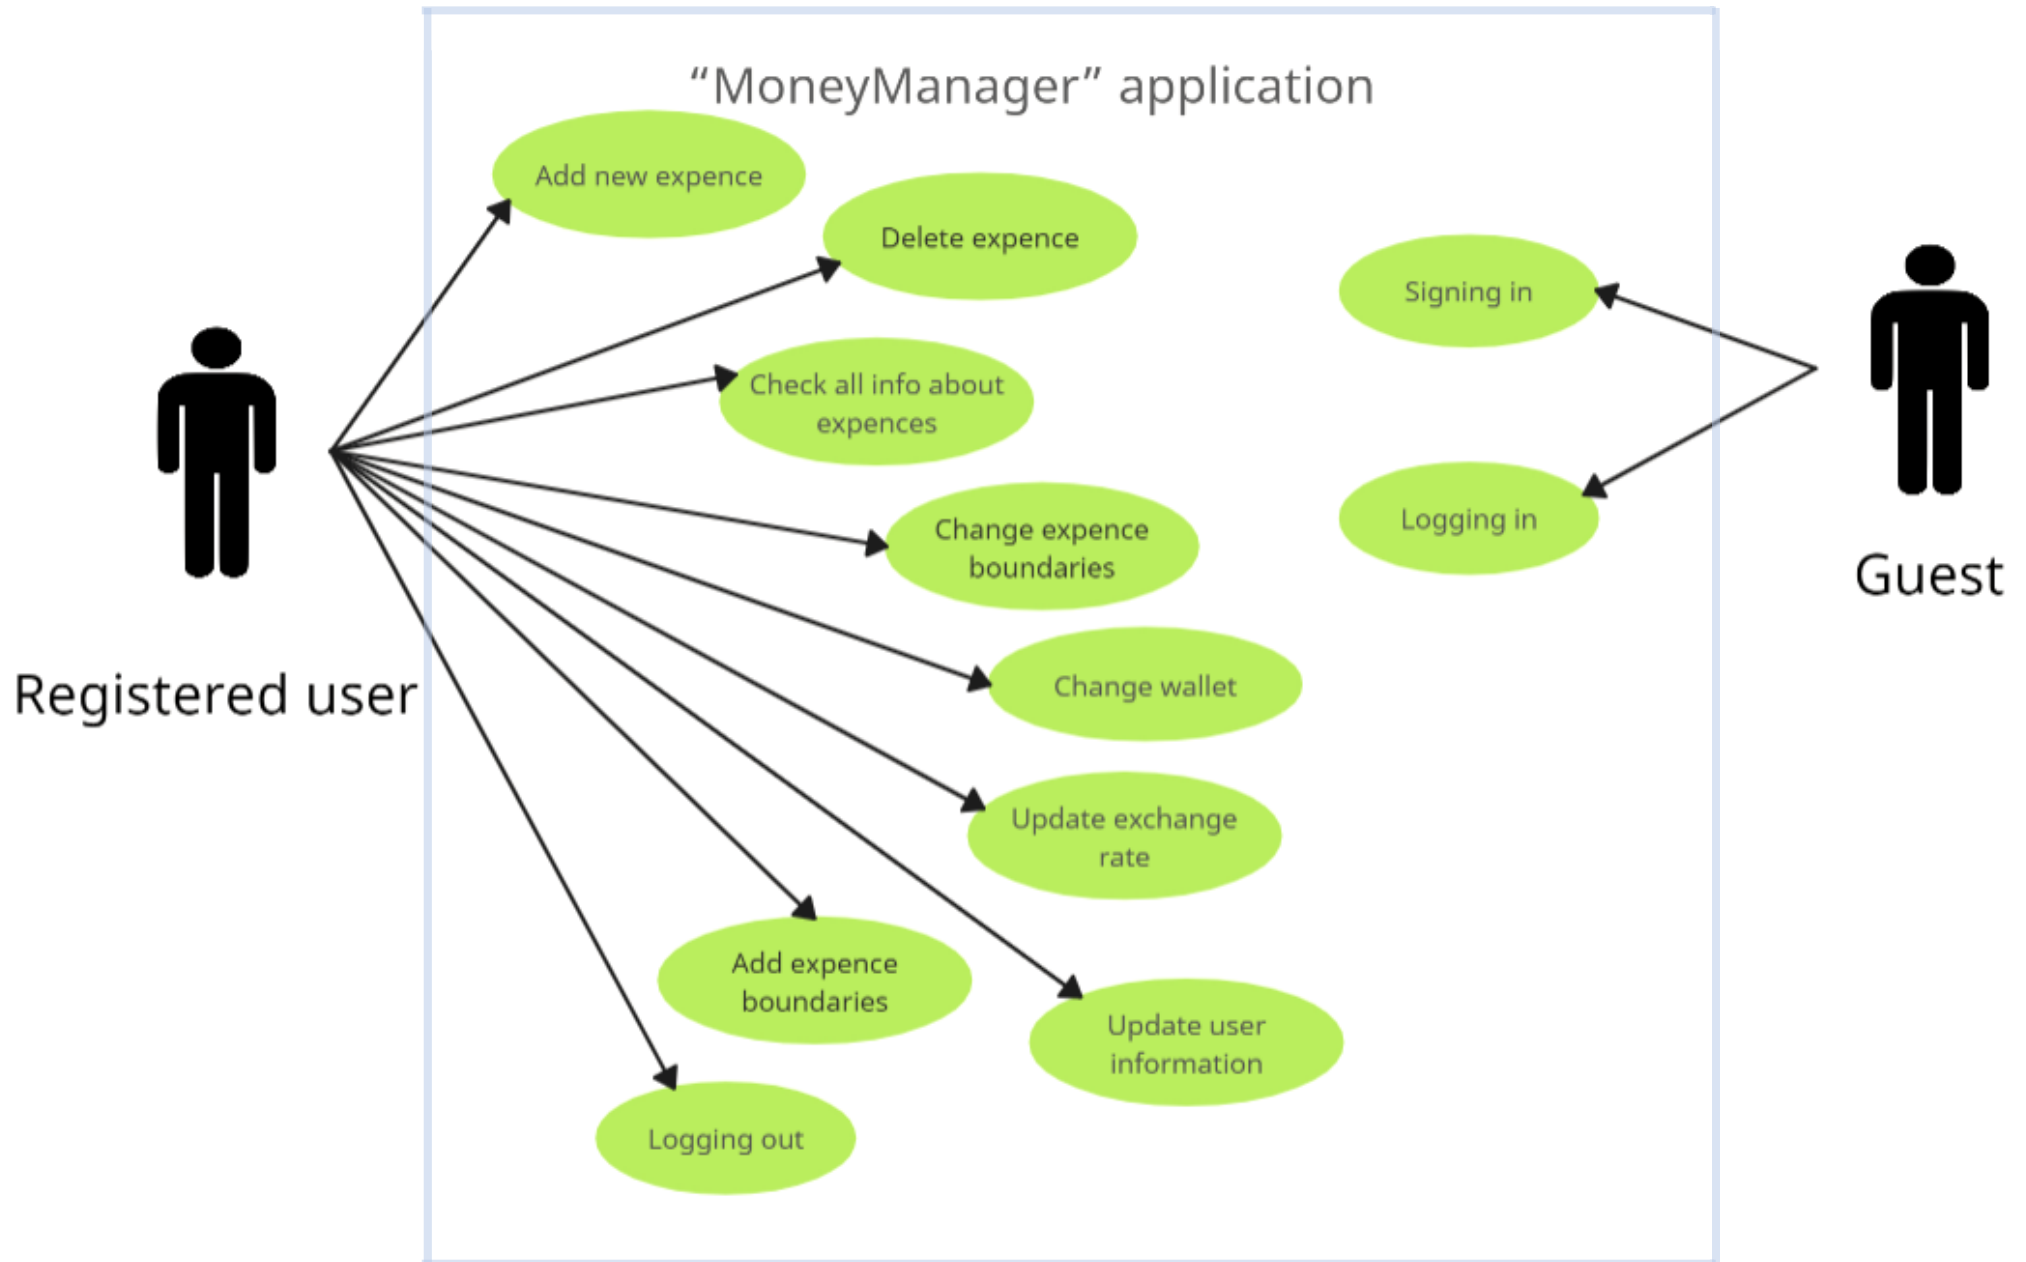 “MoneyManager” application
Add new expence
Delete expence
Signing in
Check all info about
expences
Logging in
Change expence
boundaries
Guest
Registered user
Change wallet
Update exchange
rate
Add expence
boundaries
Update user
information
Logging out